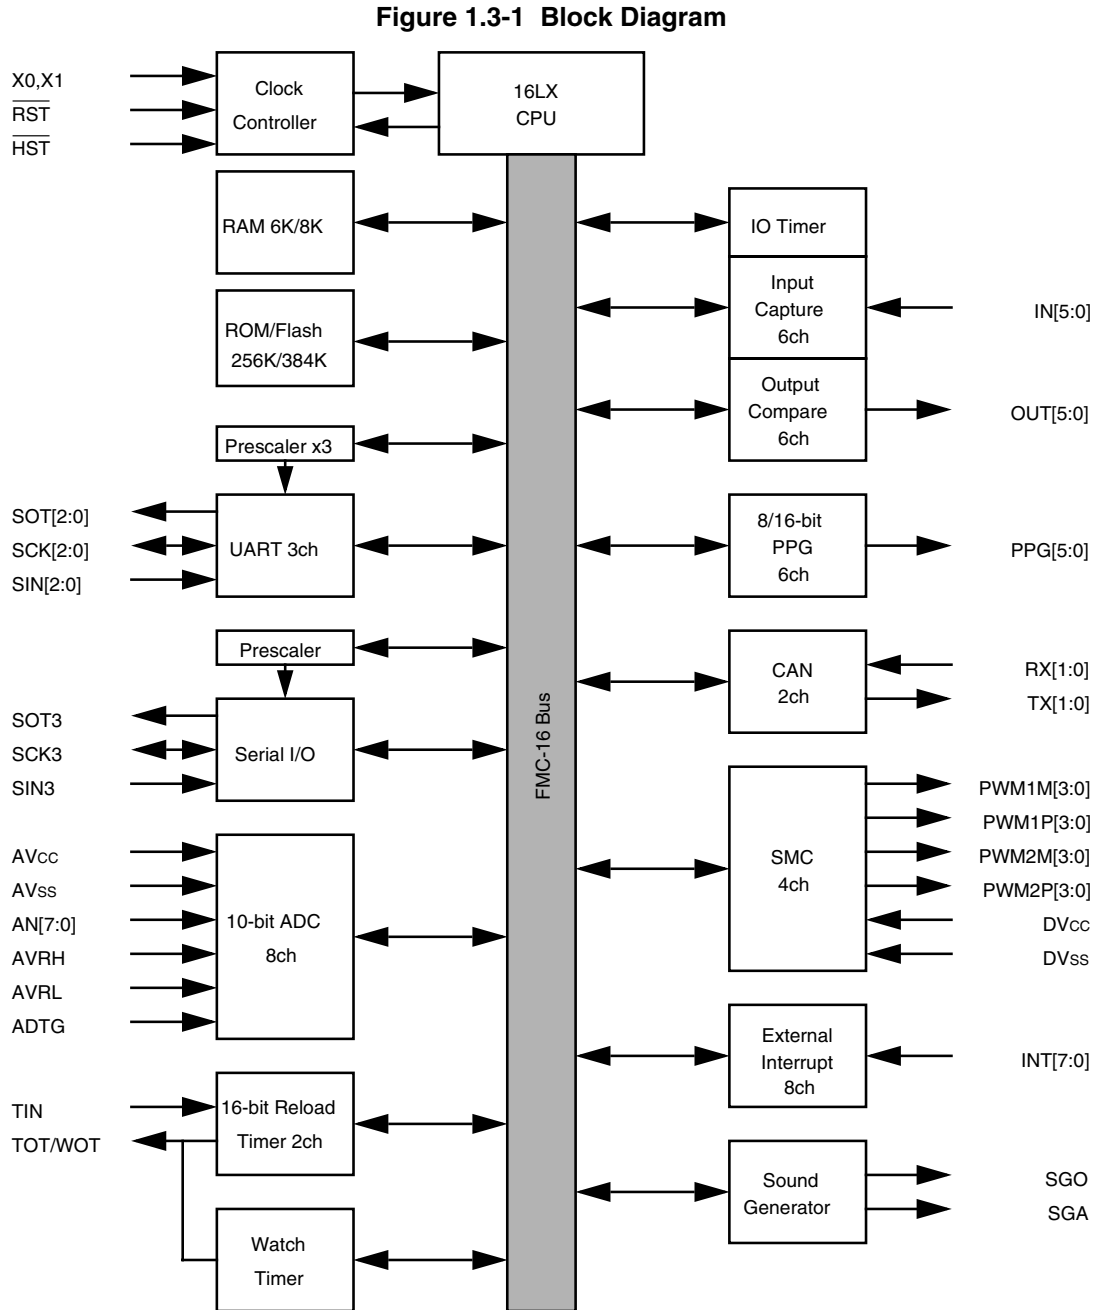 Figure 1.3-1 Block Diagram
X0,X1
RST
HST
Clock
Controller
16LX
CPU
RAM 6K/8K
ROM/Flash
256K/384K
Prescaler x3
SOT[2:0]
SCK[2:0]
SIN[2:0]
UART 3ch
Prescaler
SOT3
SCK3
SIN3
Serial I/O
AVcc
AVss
AN[7:0]
AVRH
AVRL
ADTG
10-bit ADC
8ch
TIN
TOT/WOT
16-bit Reload
Timer 2ch
Watch
Timer
FMC-16 Bus
IO Timer
Input
Capture
6ch
IN[5:0]
Output
Compare
6ch
OUT[5:0]
8/16-bit
PPG
6ch
PPG[5:0]
CAN
2ch
RX[1:0]
TX[1:0]
SMC
4ch
PWM1M[3:0]
PWM1P[3:0]
PWM2M[3:0]
PWM2P[3:0]
DVcc
DVss
External
Interrupt
8ch
INT[7:0]
Sound
Generator
SGO
SGA